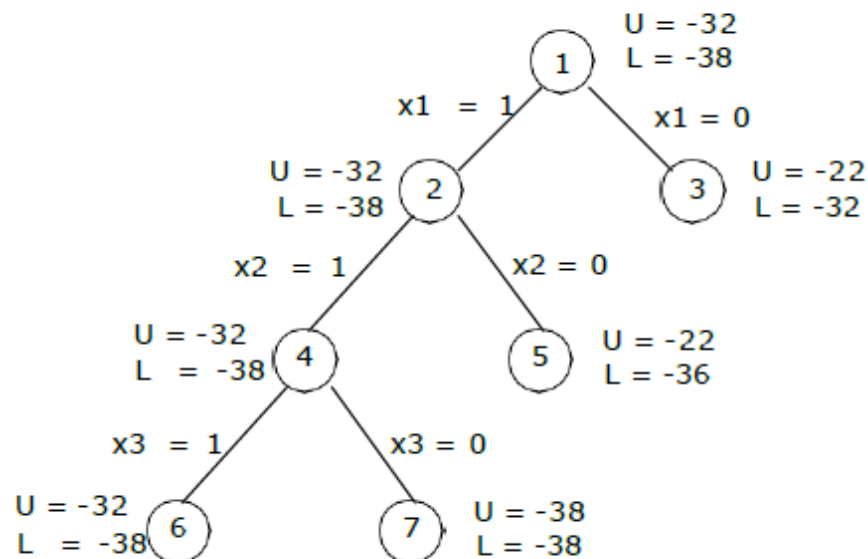 U = -32
L = -38
1
x1 = 1
x1 = 0
U = -32
L = -38
2
3
U = -22
L = -32
x2 = 1
x2 = 0
U = -32
L = -38
4
5
U = -22
L = -36
x3 = 1
x3 = 0
U = -32
L = -38
6
7
U = -38
L = -38